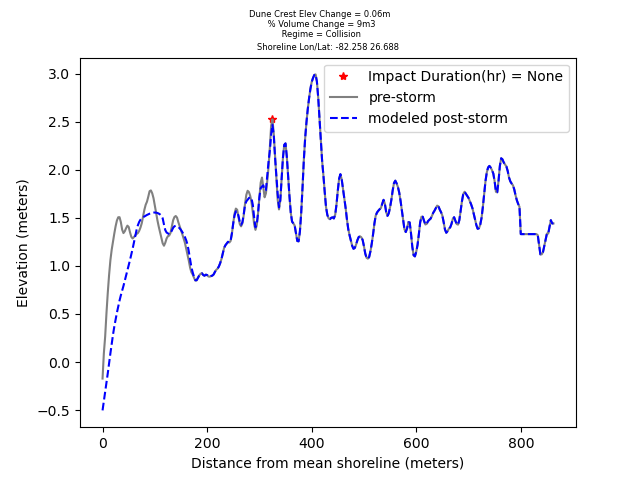 Dune Crest Elev Change = 0.06m
% Volume Change = 9m3
Regime = Collision
Shoreline Lon/Lat: -82.258 26.688
Impact Duration(hr) = None
pre-storm
modeled post-storm
3.0
2.5
2.0
1.5
1.0
0.5
0.0
−0.5
Elevation (meters)
0 200 400 600 800
Distance from mean shoreline (meters)